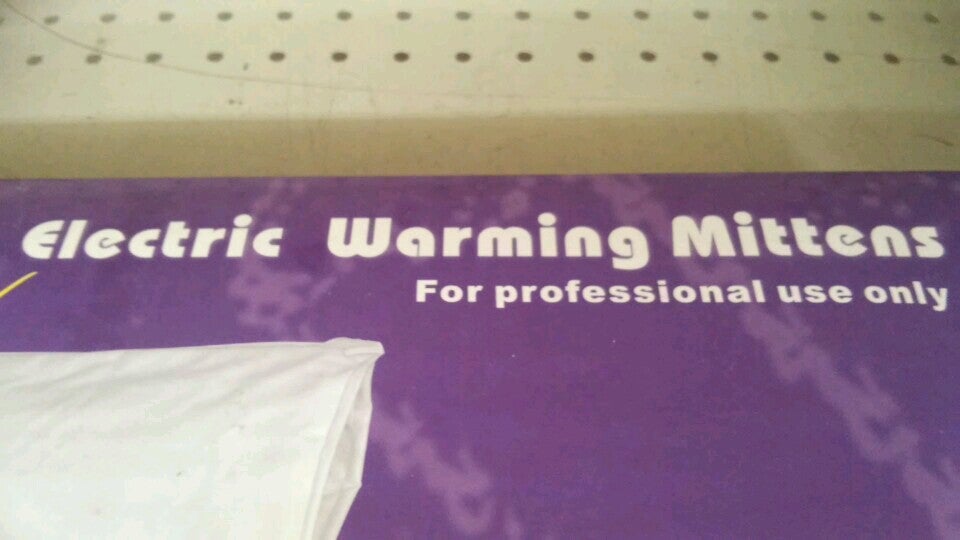 Electric Warming Mittens
For professional use only